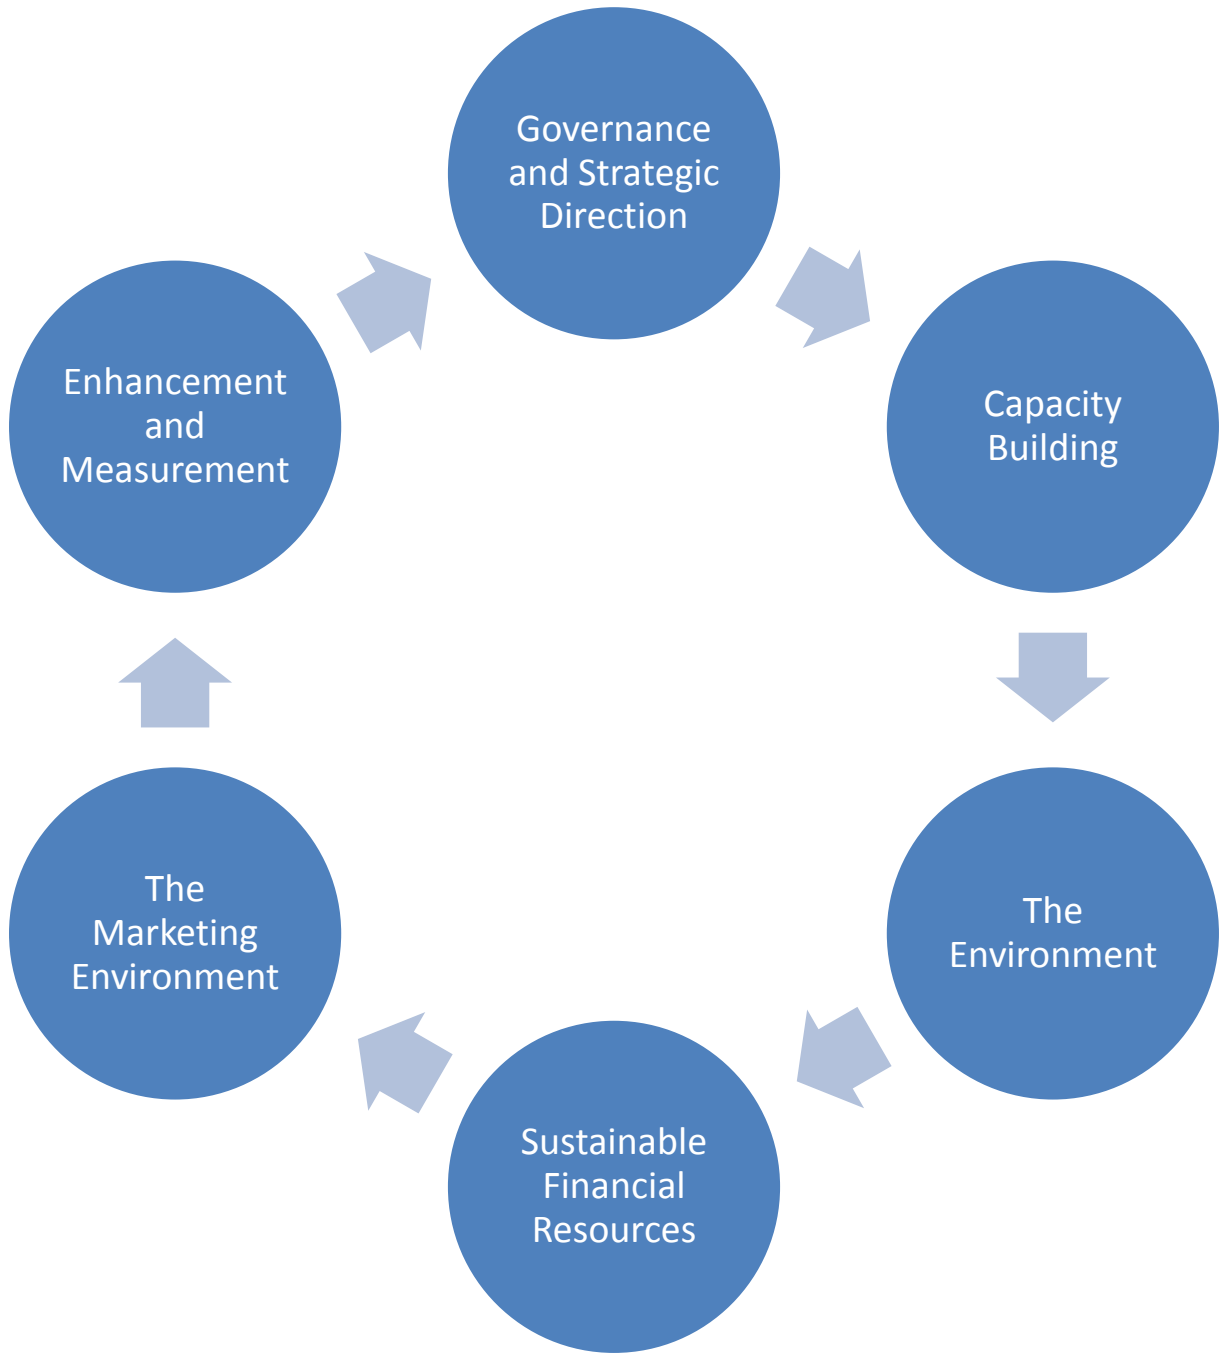 Governance
and Strategic
Direction
Capacity
Building
The
Environment
Sustainable
Financial
Resources
The
Marketing
Environment
Enhancement
and
Measurement